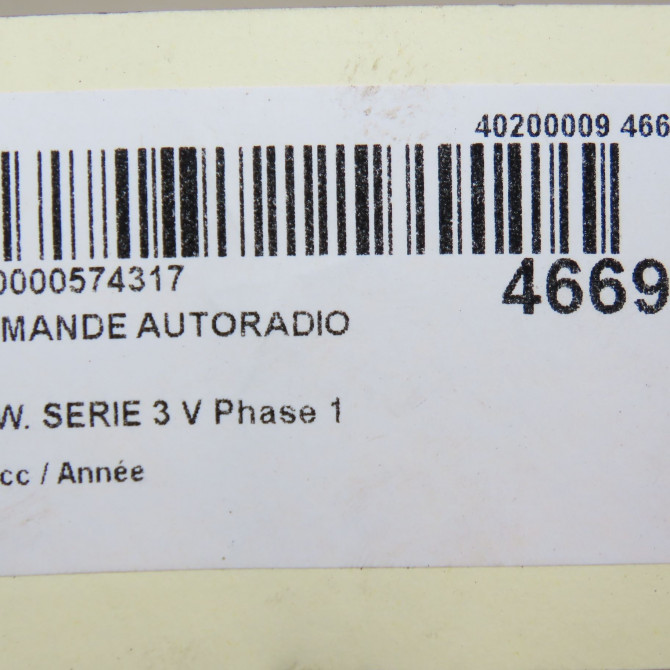 40200009 466
0000574317
4669
MANDE AUTORADIO
W. SERIE 3 V Phase 1
cc / Année